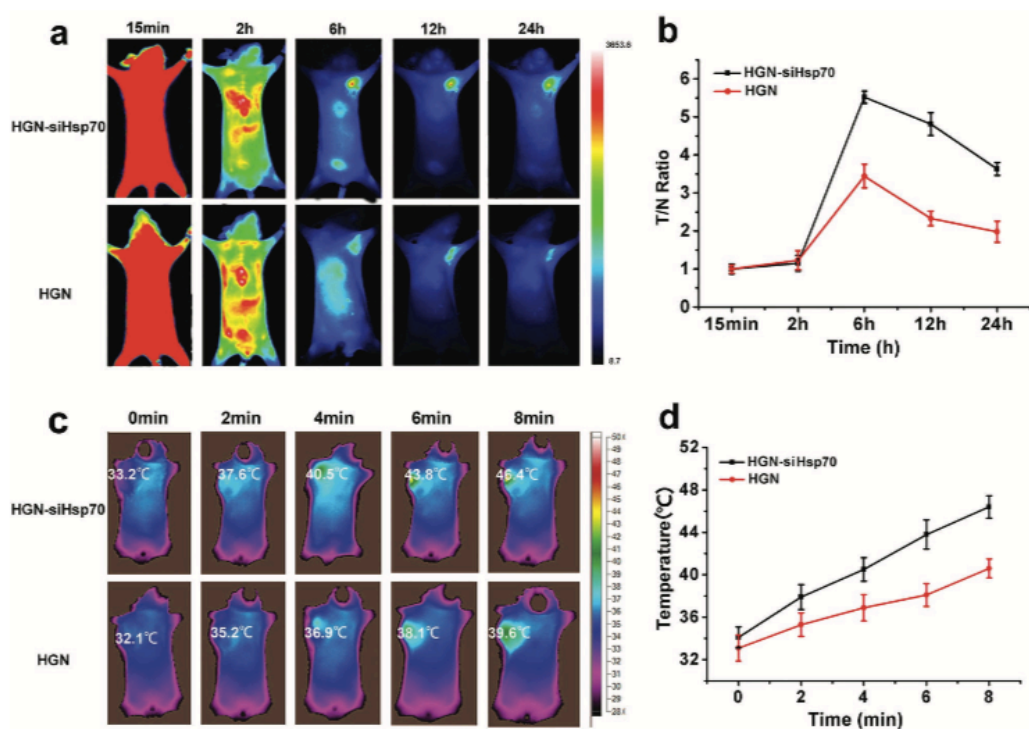 a
15min 2h 6h 12h 24h
HGN-siHsp70
HGN
3653.6
8.7
b
HGN-siHsp70
HGN
T/N Ratio
7
6
5
4
3
2
1
0
15min 2h 6h 12h 24h
Time (h)
c
0min 2min 4min 6min 8min
HGN-siHsp70
33.2℃ 37.6℃ 40.5℃ 43.8℃ 46.4℃
HGN
32.1℃ 35.2℃ 36.9℃ 38.1℃ 39.6℃
49
48
47
46
45
44
43
42
41
40
39
38
37
36
35
34
33
32
31
30
29
d
HGN-siHsp70
HGN
Temperature(℃)
52
48
44
40
36
32
0 2 4 6 8
Time (min)